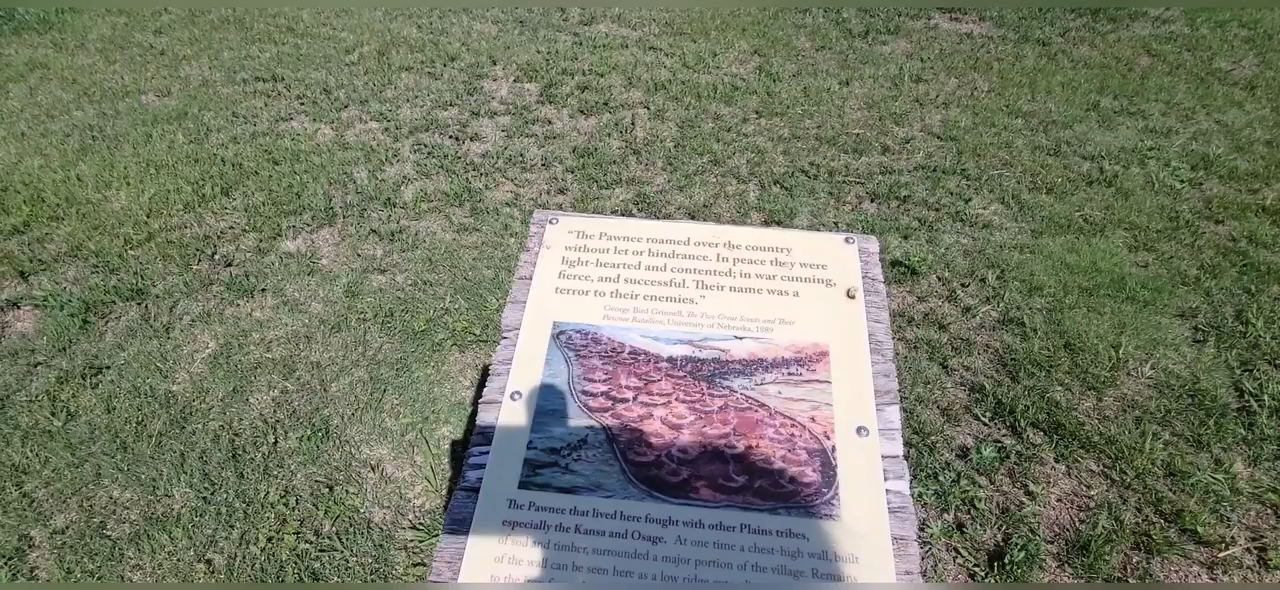 "The Pawnee roamed over the country
without let or hindrance. In peace they were
light-hearted and contented; in war cunning,
fierce, and successful. Their name was a
terror to their enemies."
George Bird Grinnell, The Two Great Scouts and Their
Pawnee Batallion, University of Nebraska, 1989
The Pawnee that lived here fought with other Plains tribes,
especially the Kansa and Osage. At one time a chest-high wall, built
of sod and timber, surrounded a major portion of the village. Remains
of the wall can be seen here as a low ridge
to the